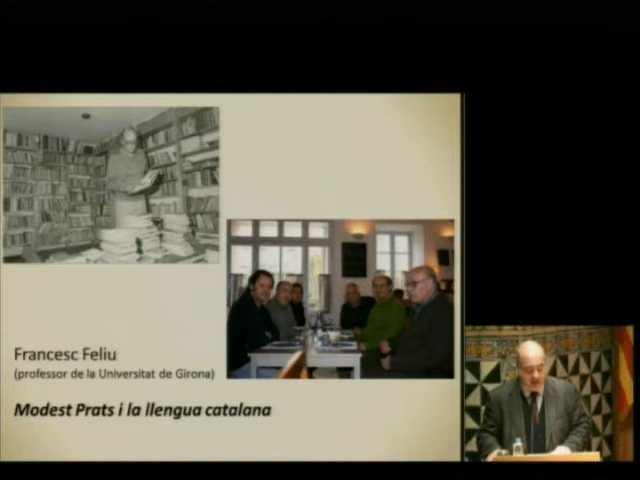 Francesc Feliu
(professor de la Universitat de Girona)
Modest Prats i la llengua catalana